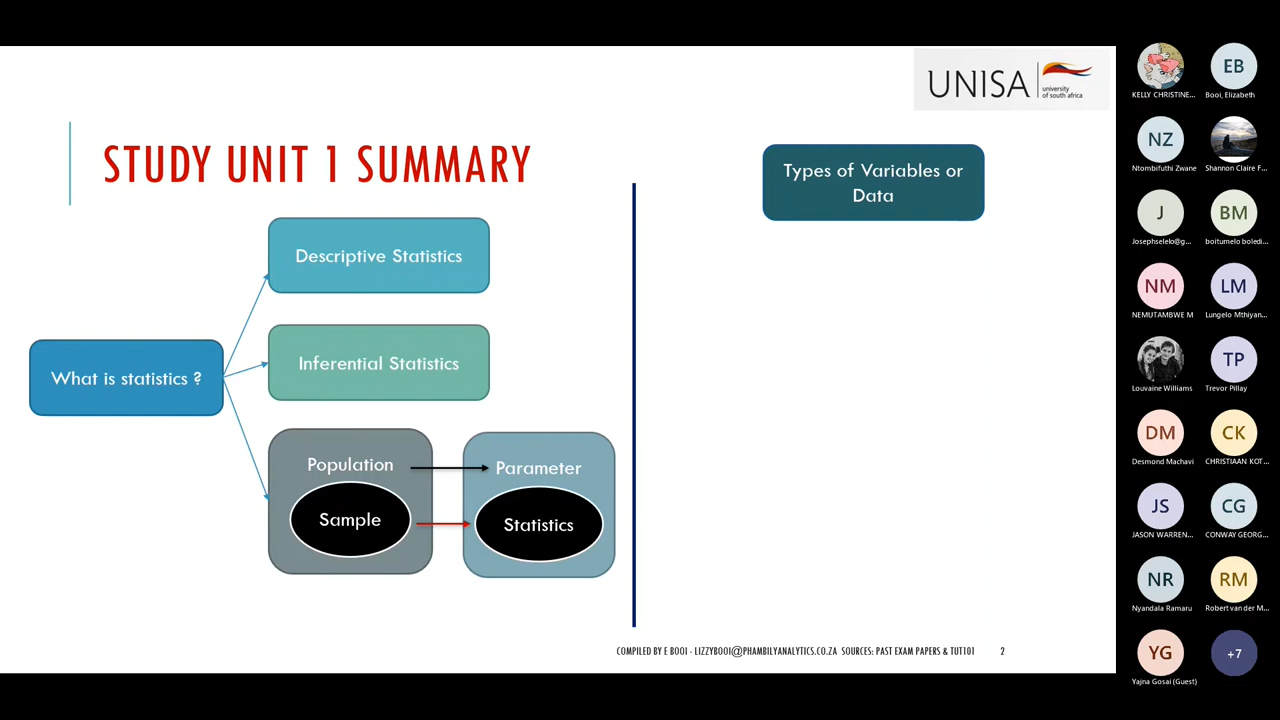 UNISA
university
of south africa
STUDY UNIT 1 SUMMARY
Types of Variables or
Data
Descriptive Statistics
Inferential Statistics
What is statistics ?
Population
Parameter
Sample
Statistics
COMPILED BY E BOOI - LIZZYBOOI@PHAMBILYANALYTICS.CO.ZA SOURCES: PAST EXAM PAPERS & TUT101
2
KELLY CHRISTINE...
EB
Booi, Elizabeth
NZ
Ntombifuthi Zwane
Shannon Claire F...
J
Josephselelo@g...
BM
boitumelo boledi...
NM
NEMUTAMBWE M
LM
Lungelo Mthiyan...
Louvaine Williams
TP
Trevor Pillay
DM
Desmond Machavi
CK
CHRISTIAAN KOT...
JS
JASON WARREN...
CG
CONWAY GEORG...
NR
Nyandala Ramaru
RM
Robert van der M...
YG
Yajna Gosai (Guest)
+7